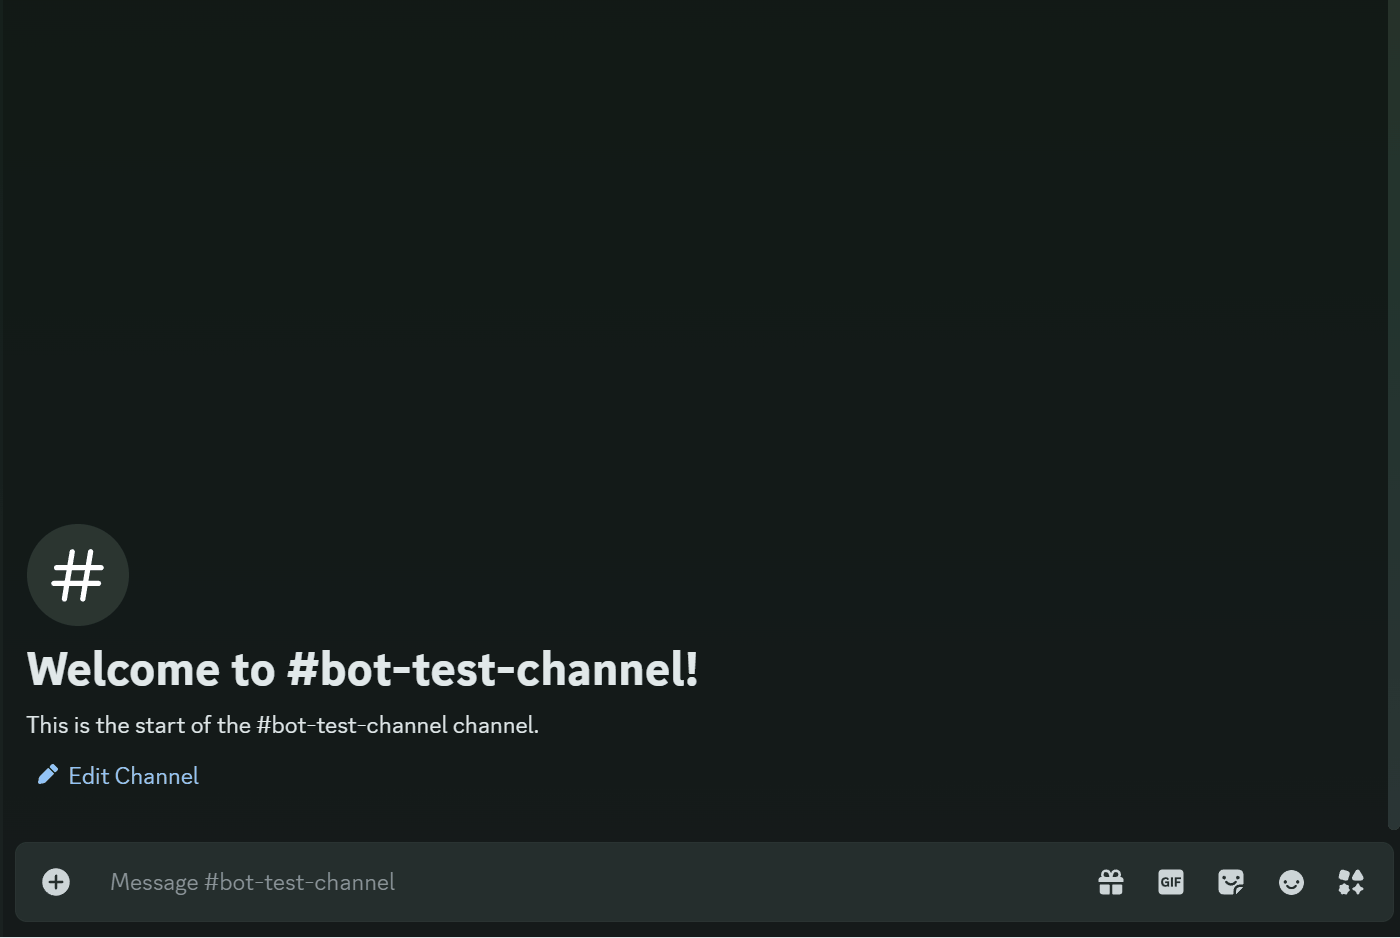 #
Welcome to #bot-test-channel!
This is the start of the #bot-test-channel channel.
Edit Channel
Message #bot-test-channel
GIF